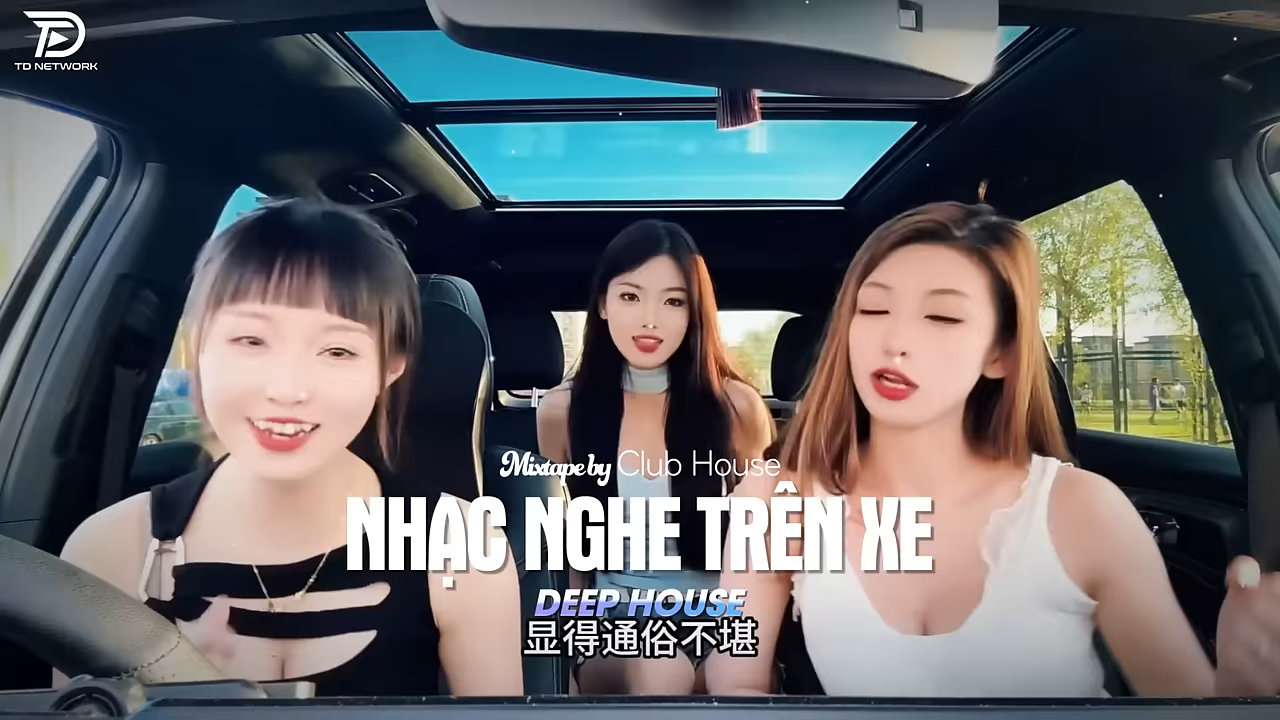 TD NETWORK
Mixtape by Club House
NHẠC NGHE TRÊN XE
DEEP HOUSE
显得通俗不堪